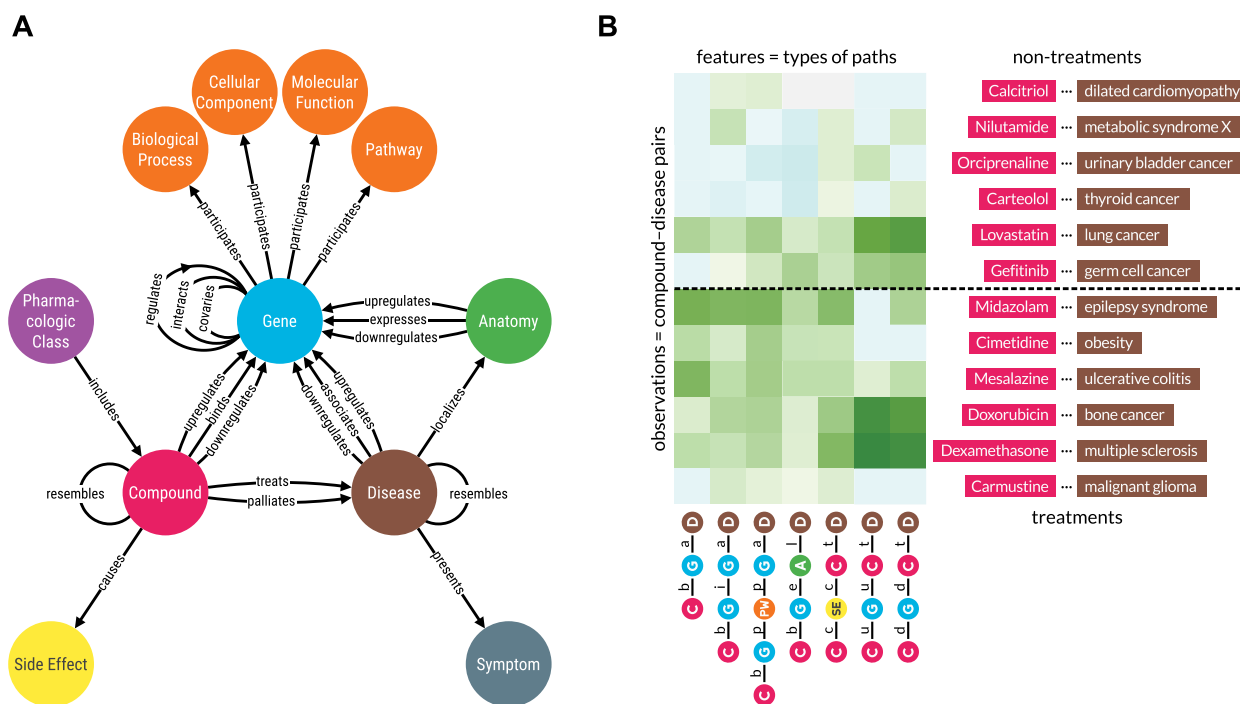 A
Cellular
Component
Molecular
Function
Biological
Process
Pathway
participates
participates
participates
participates
regulates
interacts
covaries
Pharma-
cologic
Class
Gene
Anatomy
upregulates
expresses
downregulates
includes
upregulates
binds
downregulates
downregulates
associates
upregulates
localizes
resembles
Compound
treats
palliates
Disease
resembles
causes
presents
Side Effect
Symptom
B
features = types of paths
non-treatments
observations = compound–disease pairs
Calcitriol ··· dilated cardiomyopathy
Nilutamide ··· metabolic syndrome X
Orciprenaline ··· urinary bladder cancer
Carteolol ··· thyroid cancer
Lovastatin ··· lung cancer
Gefitinib ··· germ cell cancer
Midazolam ··· epilepsy syndrome
Cimetidine ··· obesity
Mesalazine ··· ulcerative colitis
Doxorubicin ··· bone cancer
Dexamethasone ··· multiple sclerosis
Carmustine ··· malignant glioma
treatments
C b G a D
C b G i G a D
C b G p PW p G a D
C b G e A l D
C c SE c C t D
C u G u C t D
C d G d C t D